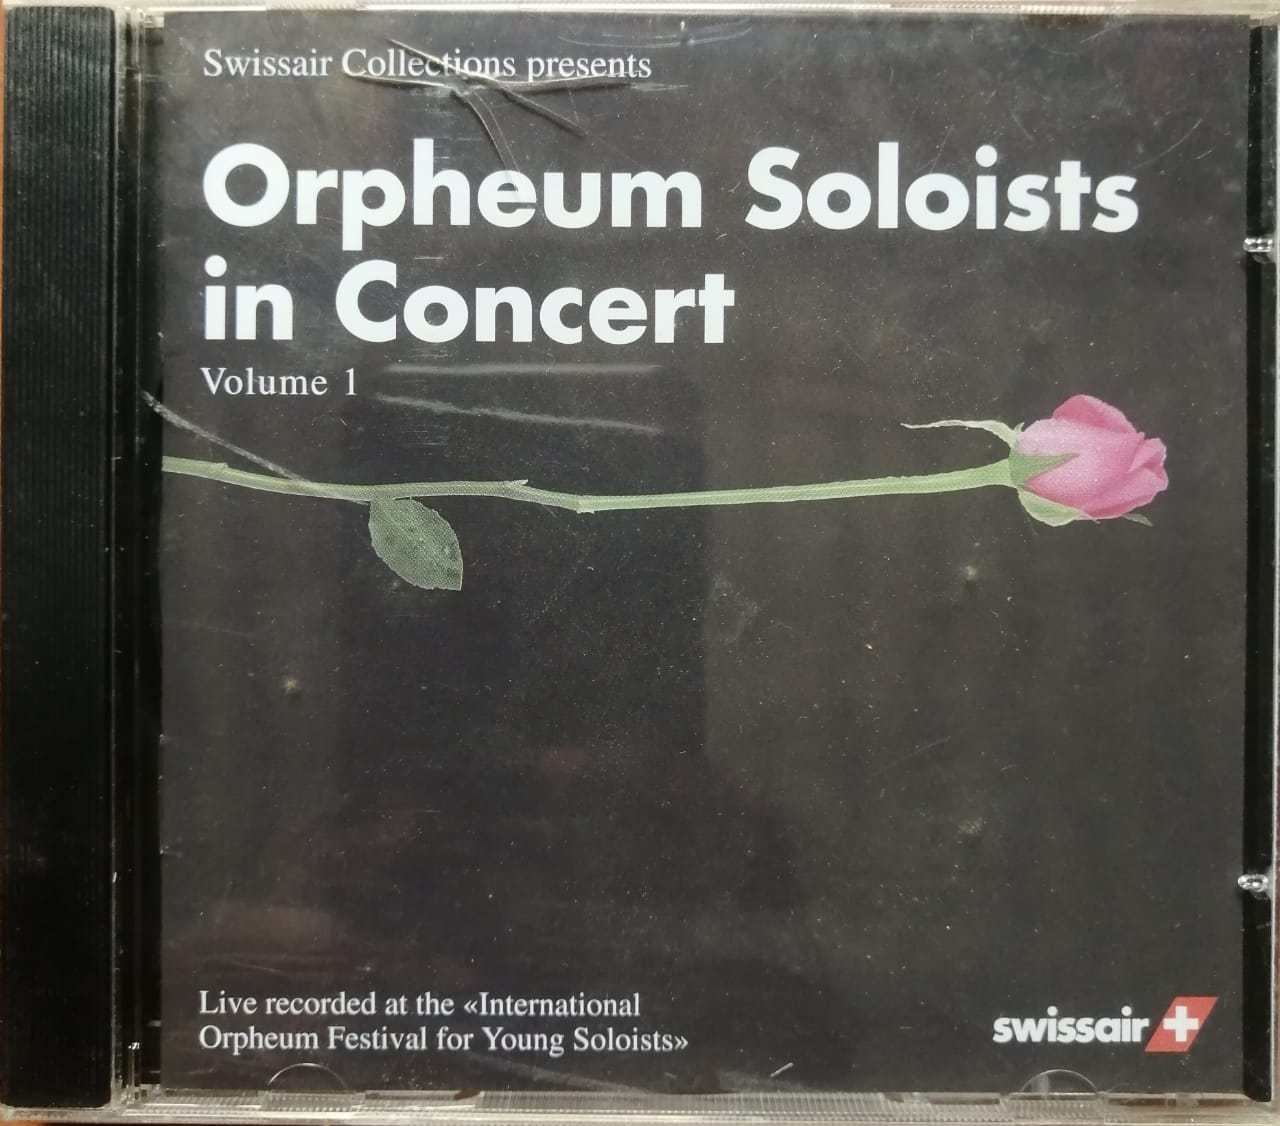 Swissair Collections presents
Orpheum Soloists
in Concert
Volume 1
Live recorded at the «International
Orpheum Festival for Young Soloists»
swissair